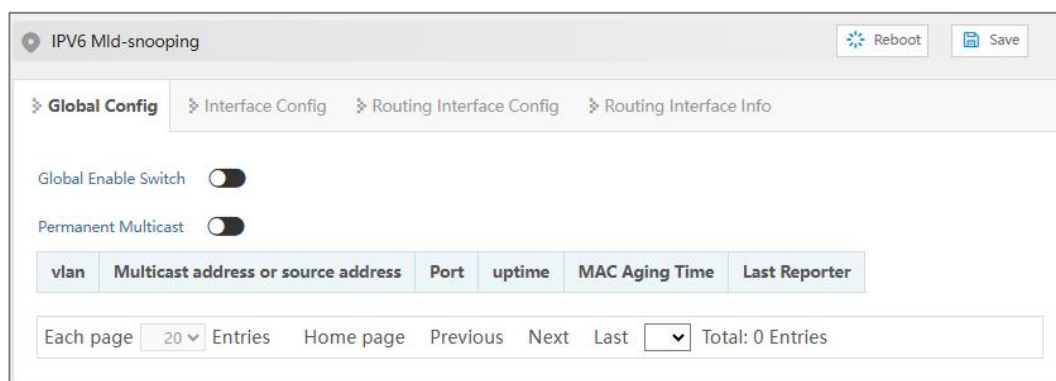 IPV6 Mld-snooping Reboot Save
Global Config Interface Config Routing Interface Config Routing Interface Info
Global Enable Switch
Permanent Multicast
vlan Multicast address or source address Port uptime MAC Aging Time Last Reporter
Each page 20 Entries Home page Previous Next Last Total: 0 Entries